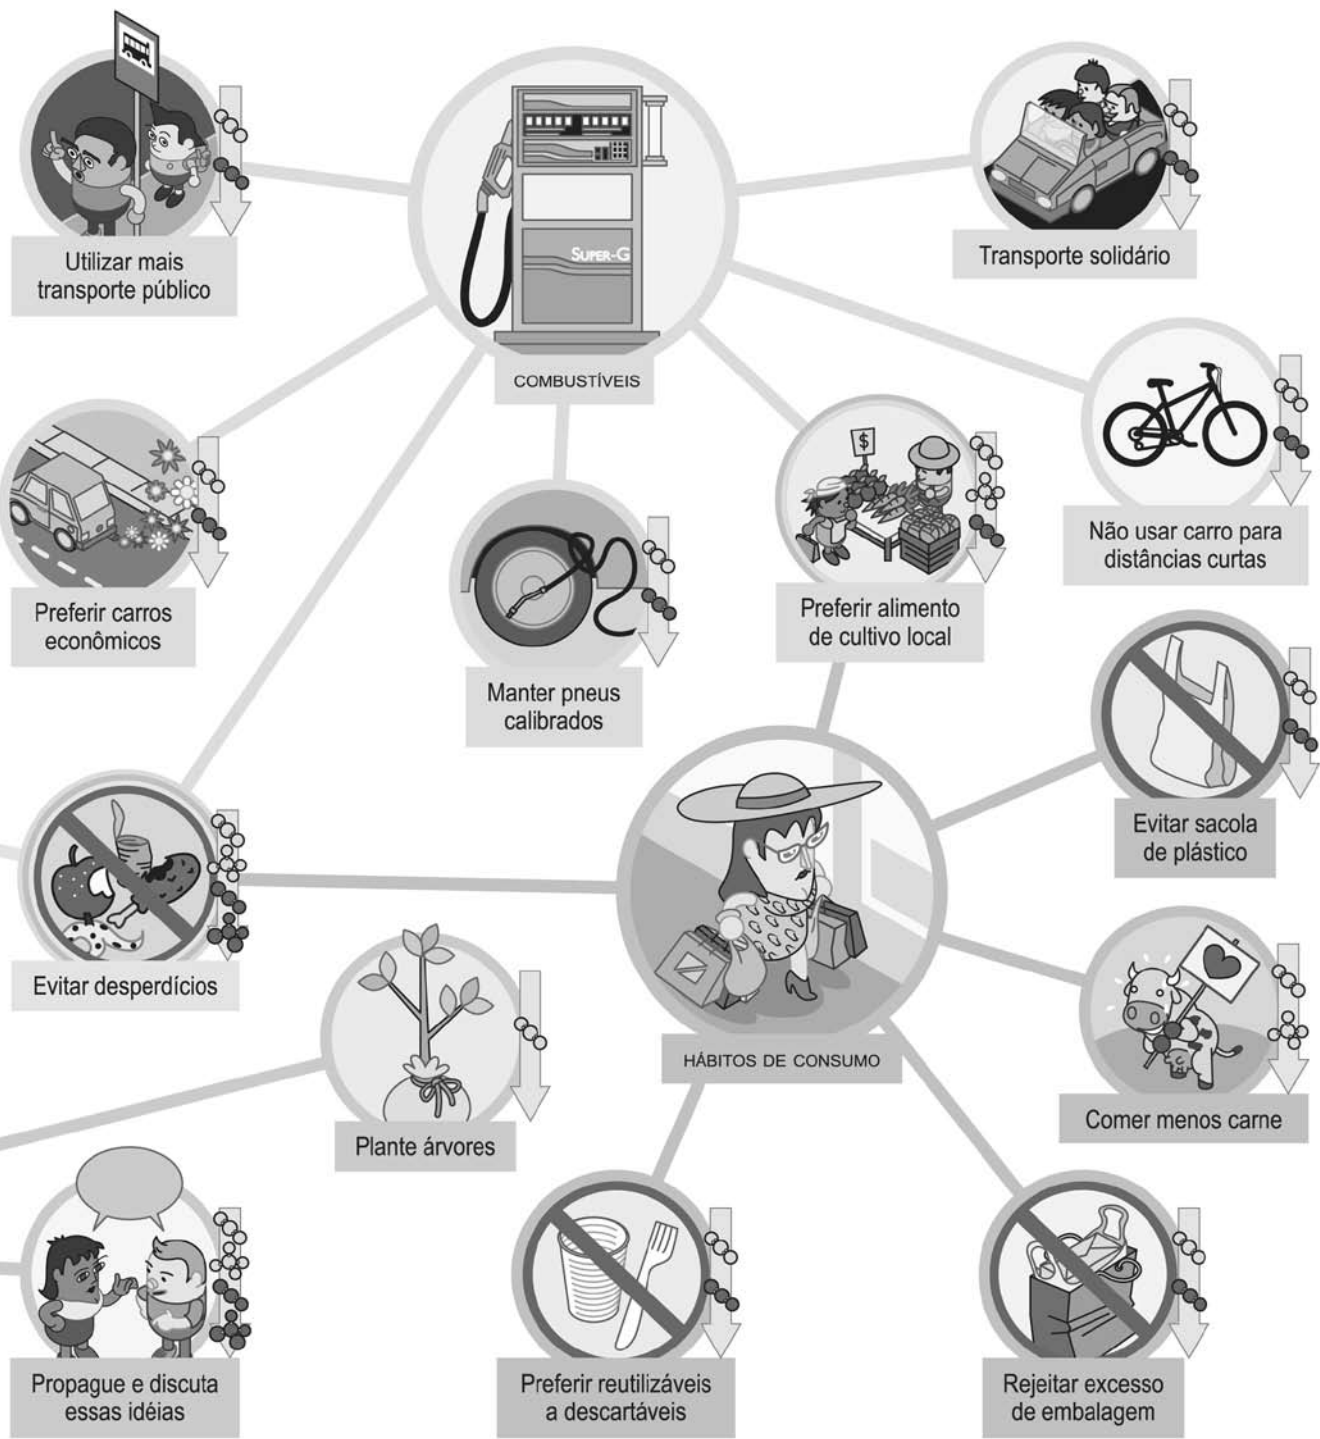 Utilizar mais
transporte público
SUPER-G
COMBUSTÍVEIS
Transporte solidário
Preferir carros
econômicos
Manter pneus
calibrados
$
Preferir alimento
de cultivo local
Não usar carro para
distâncias curtas
Evitar desperdícios
Evitar sacola
de plástico
Plante árvores
HÁBITOS DE CONSUMO
Comer menos carne
Propague e discuta
essas idéias
Preferir reutilizáveis
a descartáveis
Rejeitar excesso
de embalagem